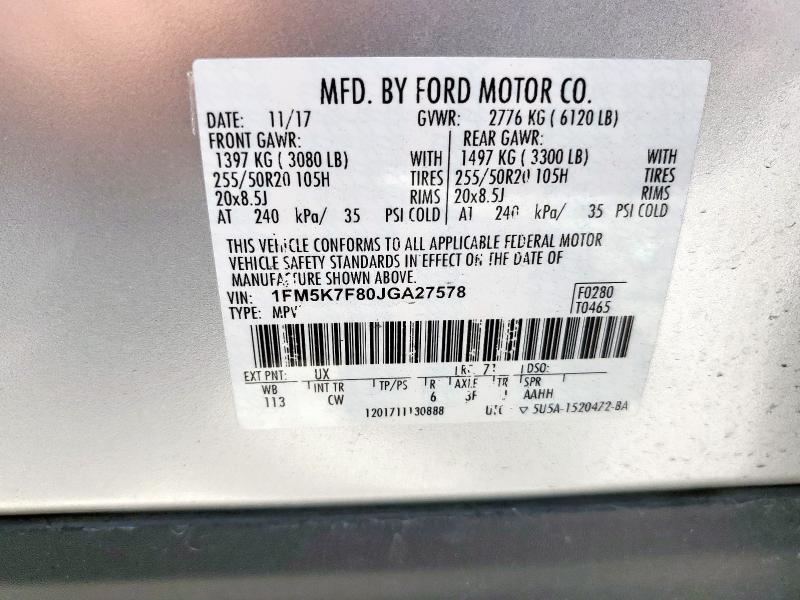 MFD. BY FORD MOTOR CO.
DATE: 11/17 GVWR: 2776 KG ( 6120 LB)
FRONT GAWR: REAR GAWR:
1397 KG ( 3080 LB) WITH 1497 KG ( 3300 LB) WITH
255/50R20 105H TIRES 255/50R20 105H TIRES
20x8.5J RIMS 20x8.5J RIMS
AT 240 kPa/ 35 PSI COLD AT 240 kPa/ 35 PSI COLD
THIS VEHICLE CONFORMS TO ALL APPLICABLE FEDERAL MOTOR
VEHICLE SAFETY STANDARDS IN EFFECT ON THE DATE OF
MANUFACTURE SHOWN ABOVE.
VIN: 1FM5K7F80JGA27578 F0280
TYPE: MPV T0465
EXT PNT: UX DSO:
WB INT TR TP/PS R AXLE TR SPR
113 CW 6 AAHH
1201711130888 ▽ 5U5A-1520472-BA